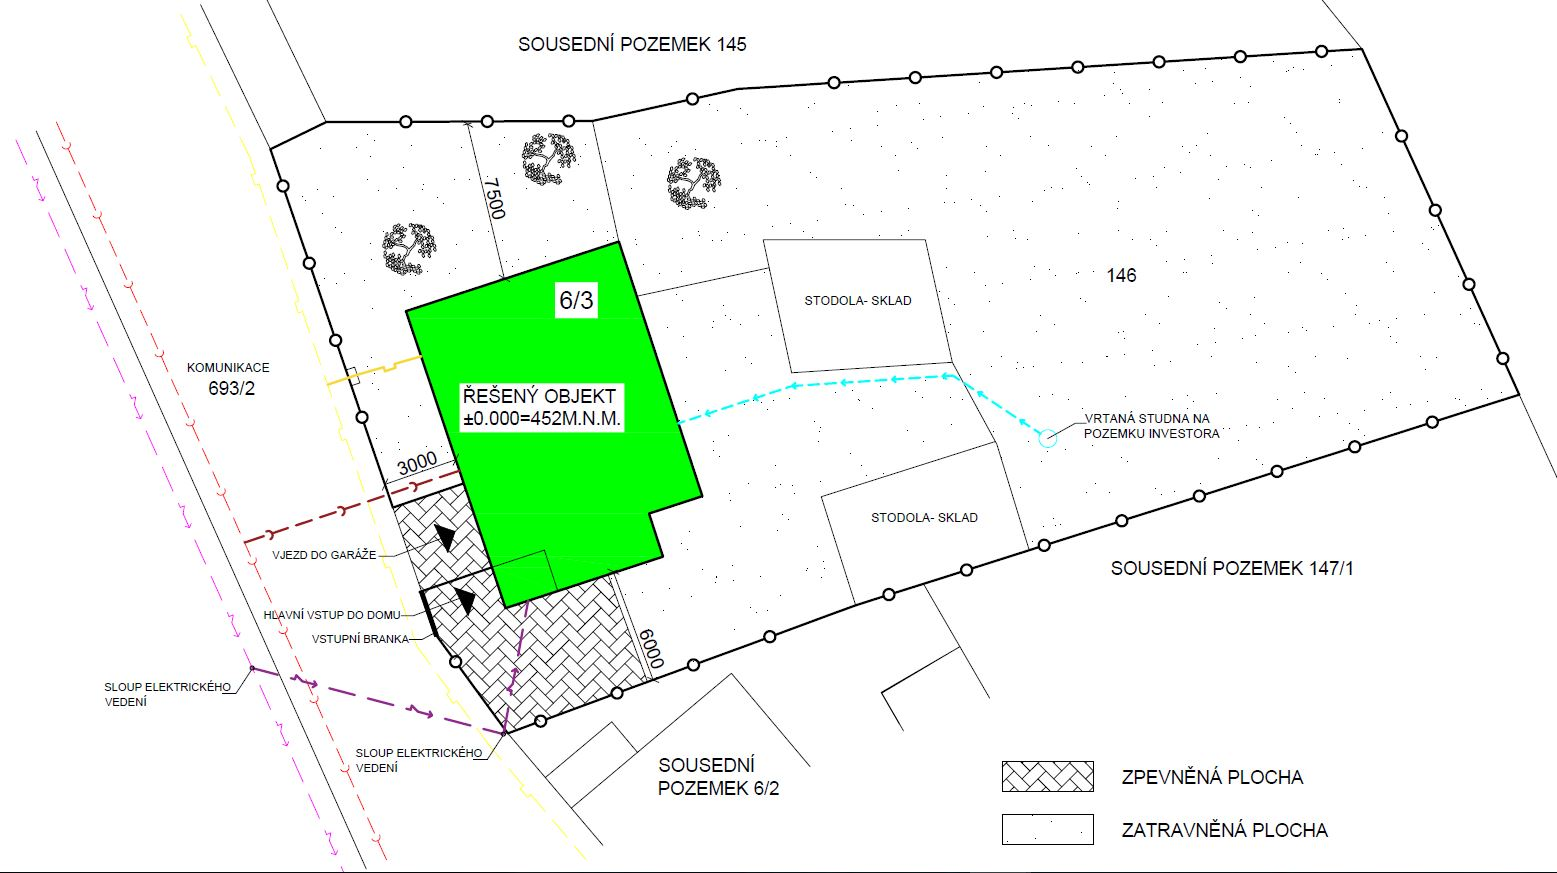 SOUSEDNÍ POZEMEK 145
7500
6/3
146
STODOLA- SKLAD
KOMUNIKACE
693/2
ŘEŠENÝ OBJEKT
±0.000=452M.N.M.
VRTANÁ STUDNA NA
POZEMKU INVESTORA
3000
STODOLA- SKLAD
VJEZD DO GARÁŽE
SOUSEDNÍ POZEMEK 147/1
HLAVNÍ VSTUP DO DOMU
VSTUPNÍ BRANKA
6000
SLOUP ELEKTRICKÉHO
VEDENÍ
SLOUP ELEKTRICKÉHO
VEDENÍ
SOUSEDNÍ
POZEMEK 6/2
ZPEVNĚNÁ PLOCHA
ZATRAVNĚNÁ PLOCHA